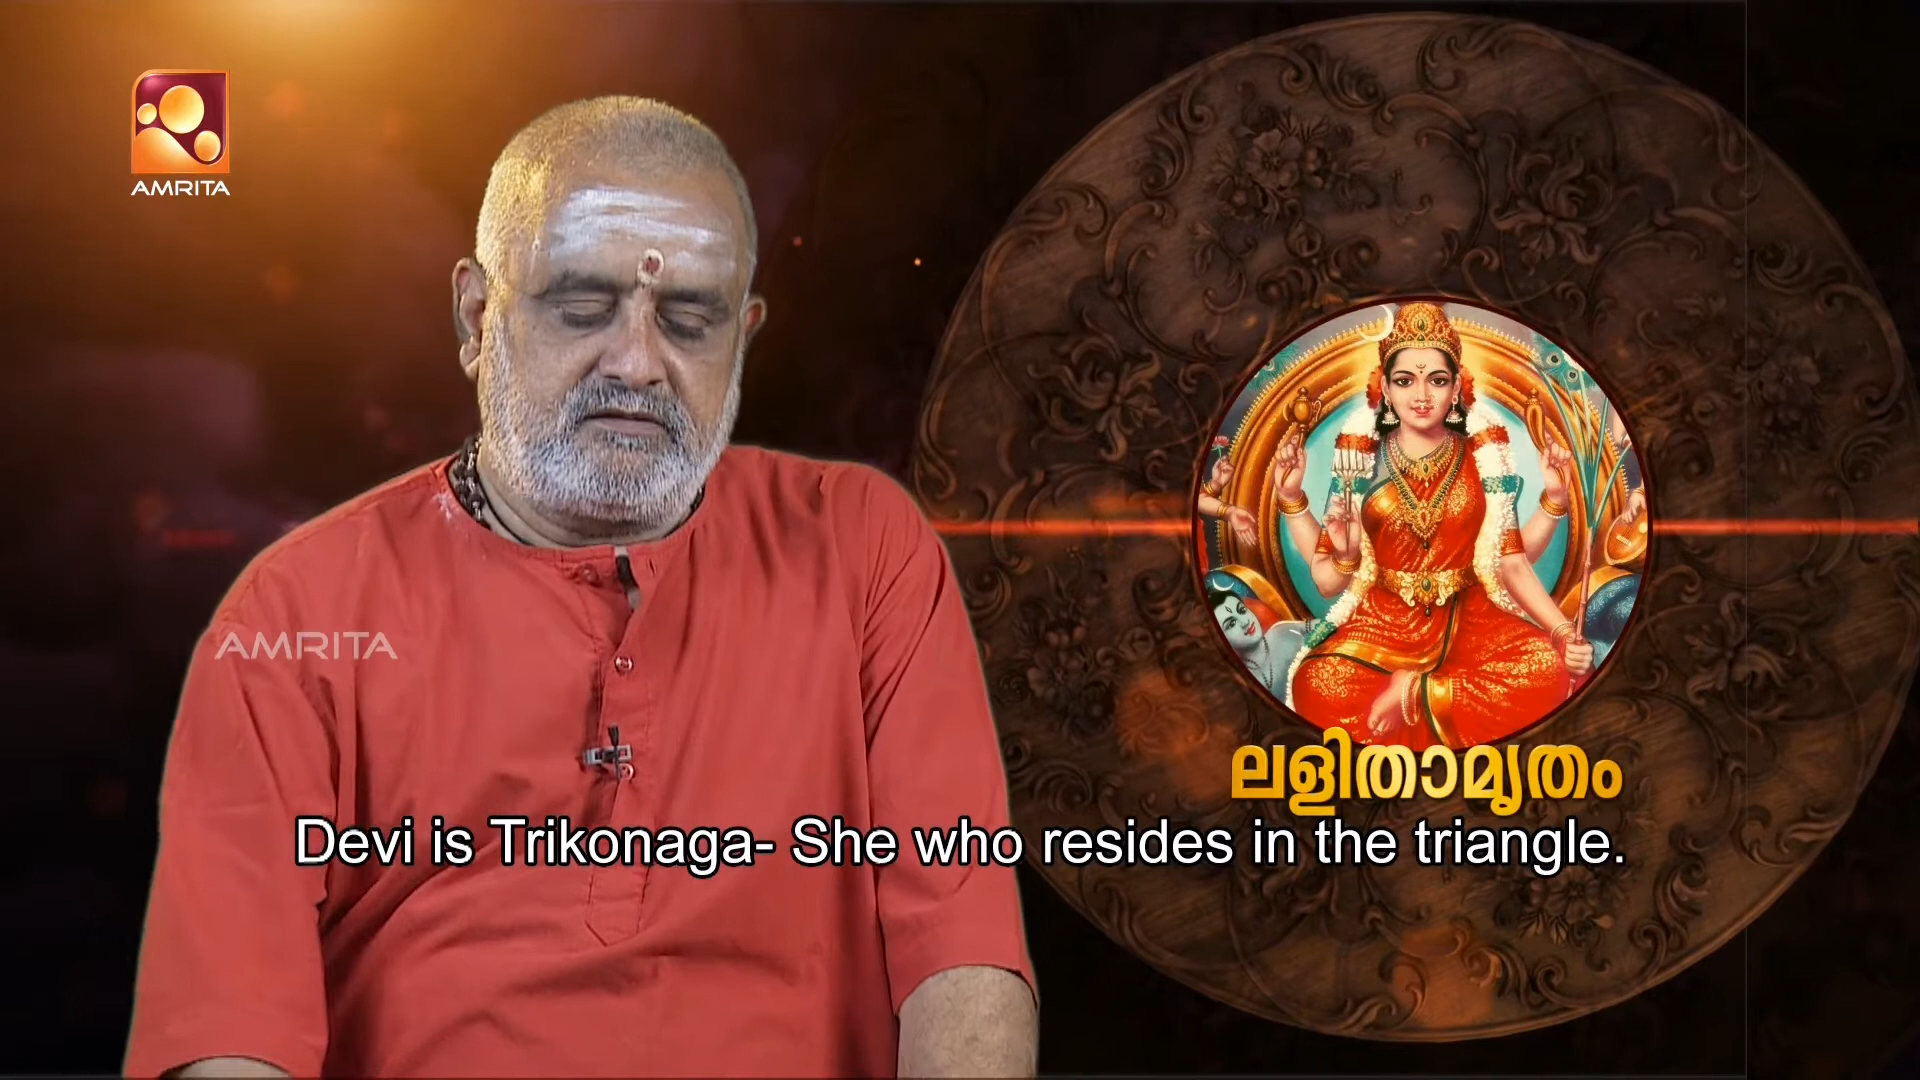 AMRITA
AMRITA
ലളിതാമൃതം
Devi is Trikonaga- She who resides in the triangle.